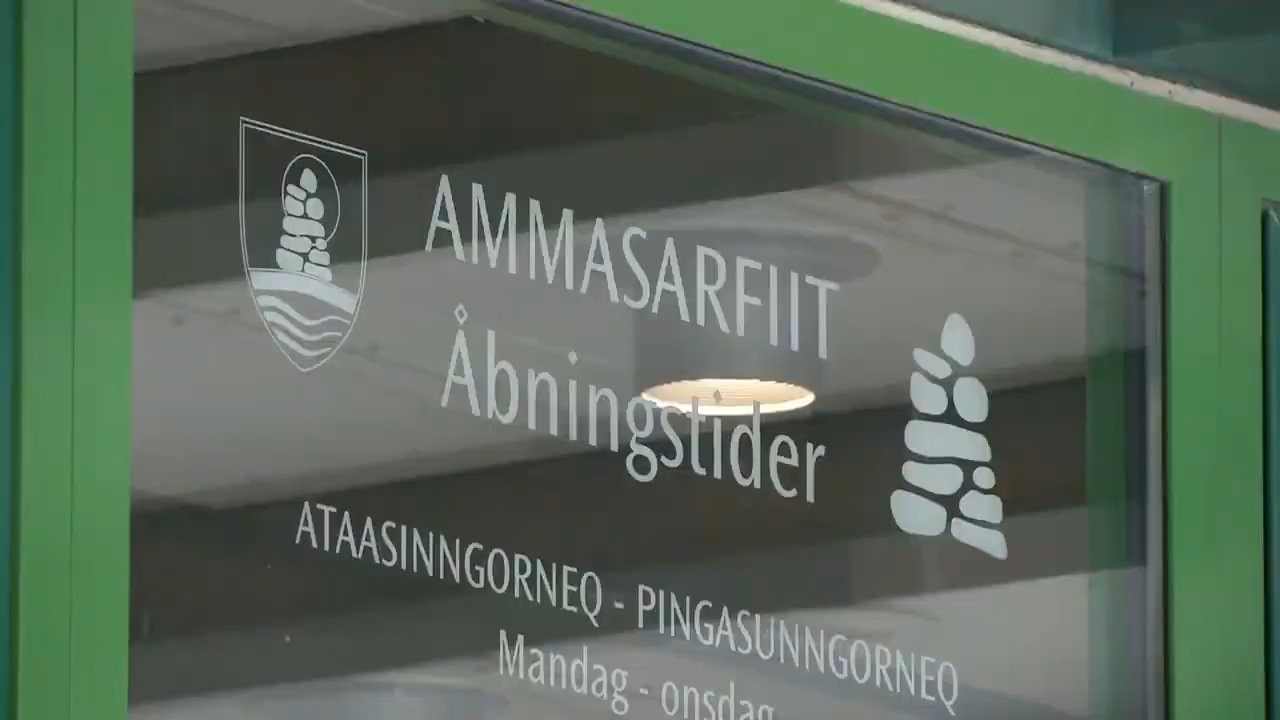 AMMASARFIIT
Åbningstider
ATAASINNGORNEQ - PINGASUNNGORNEQ
Mandag - onsdag